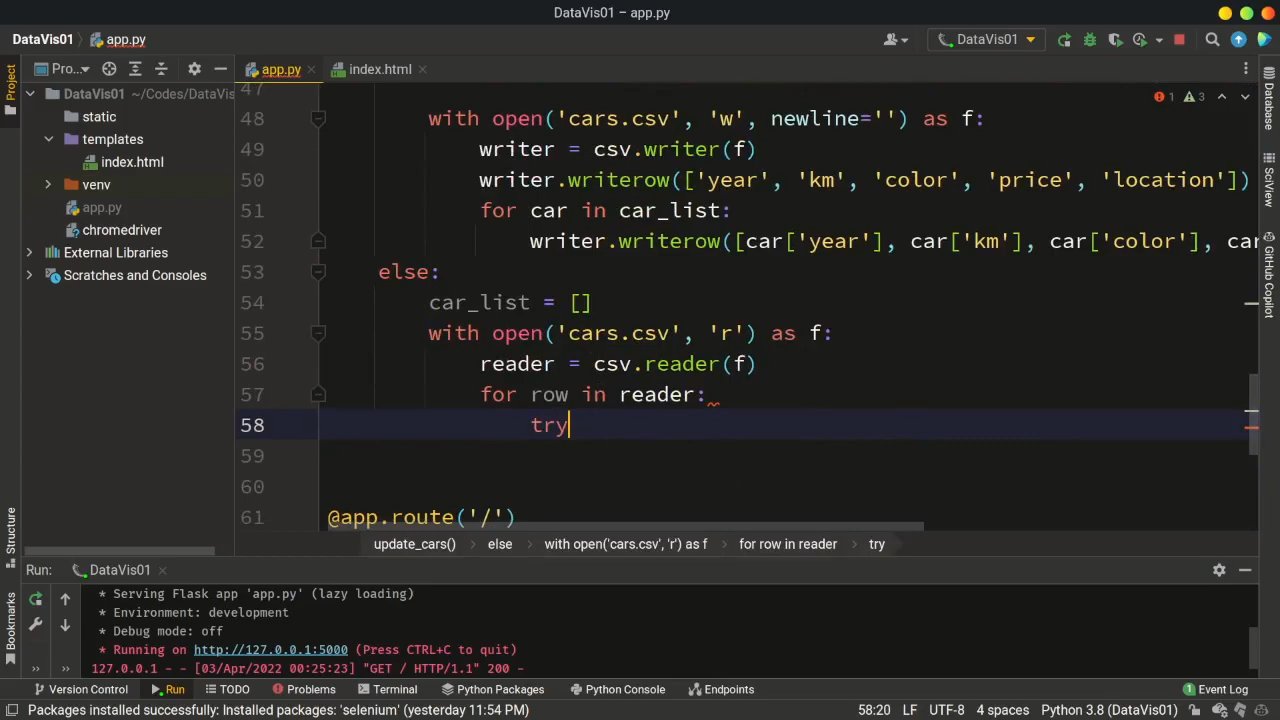 DataVis01 – app.py
DataVis01 app.py
DataVis01
Project
Pro...
app.py
index.html
DataVis01 ~/Codes/DataVis
static
templates
index.html
venv
app.py
chromedriver
External Libraries
Scratches and Consoles
1 3
47
48 with open('cars.csv', 'w', newline='') as f:
49 writer = csv.writer(f)
50 writer.writerow(['year', 'km', 'color', 'price', 'location'])
51 for car in car_list:
52 writer.writerow([car['year'], car['km'], car['color'], car
53 else:
54 car_list = []
55 with open('cars.csv', 'r') as f:
56 reader = csv.reader(f)
57 for row in reader:
58 try
59
60
61 @app.route('/')
update_cars() else with open('cars.csv', 'r') as f for row in reader try
Database
SciView
GitHub Copilot
Structure
Bookmarks
Run: DataVis01
* Serving Flask app 'app.py' (lazy loading)
* Environment: development
* Debug mode: off
* Running on http://127.0.0.1:5000 (Press CTRL+C to quit)
127.0.0.1 - - [03/Apr/2022 00:25:23] "GET / HTTP/1.1" 200 -
Version Control Run TODO Problems Terminal Python Packages Python Console Endpoints 1 Event Log
Packages installed successfully: Installed packages: 'selenium' (yesterday 11:54 PM) 58:20 LF UTF-8 4 spaces Python 3.8 (DataVis01)